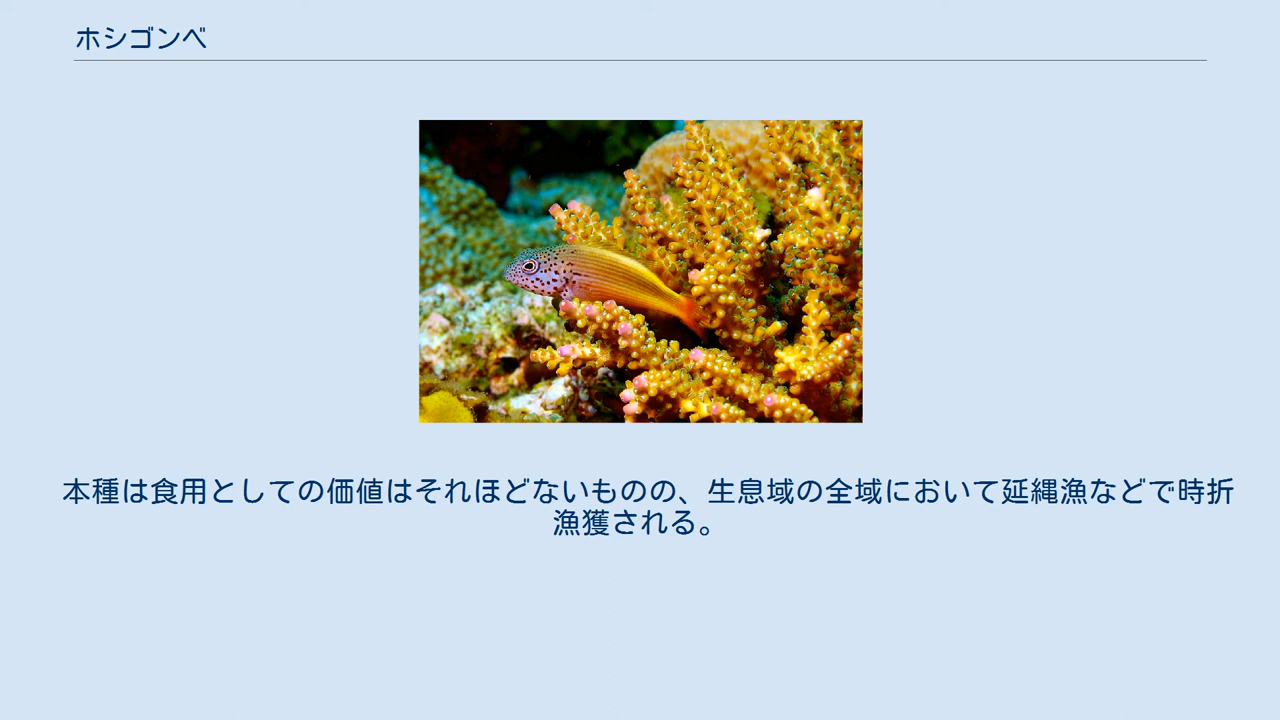 ホシゴンベ
本種は食用としての価値はそれほどないものの、生息域の全域において延縄漁などで時折
漁獲される。